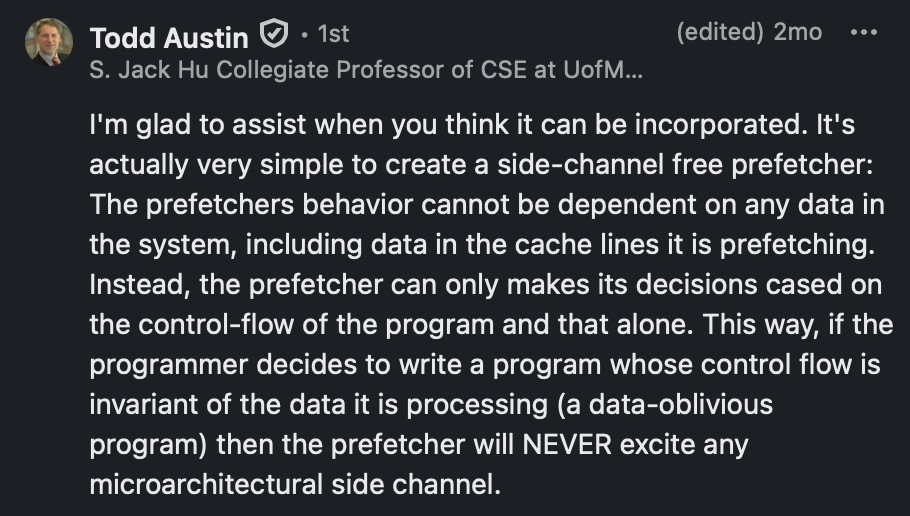 Todd Austin • 1st
(edited) 2mo •••
S. Jack Hu Collegiate Professor of CSE at UofM...
I'm glad to assist when you think it can be incorporated. It's
actually very simple to create a side-channel free prefetcher:
The prefetchers behavior cannot be dependent on any data in
the system, including data in the cache lines it is prefetching.
Instead, the prefetcher can only makes its decisions cased on
the control-flow of the program and that alone. This way, if the
programmer decides to write a program whose control flow is
invariant of the data it is processing (a data-oblivious
program) then the prefetcher will NEVER excite any
microarchitectural side channel.